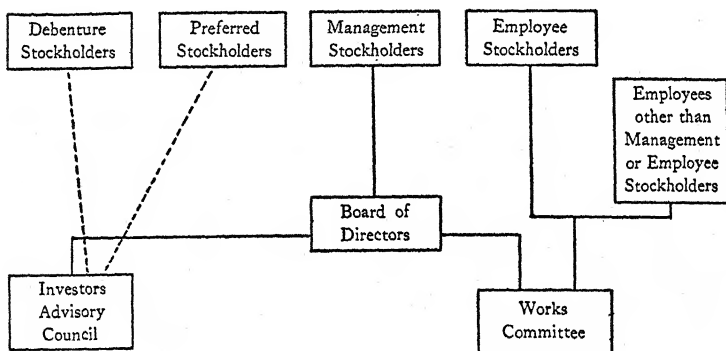 Debenture
Stockholders
Preferred
Stockholders
Management
Stockholders
Employee
Stockholders
Employees
other than
Management
or Employee
Stockholders
Board of
Directors
Investors
Advisory
Council
Works
Committee